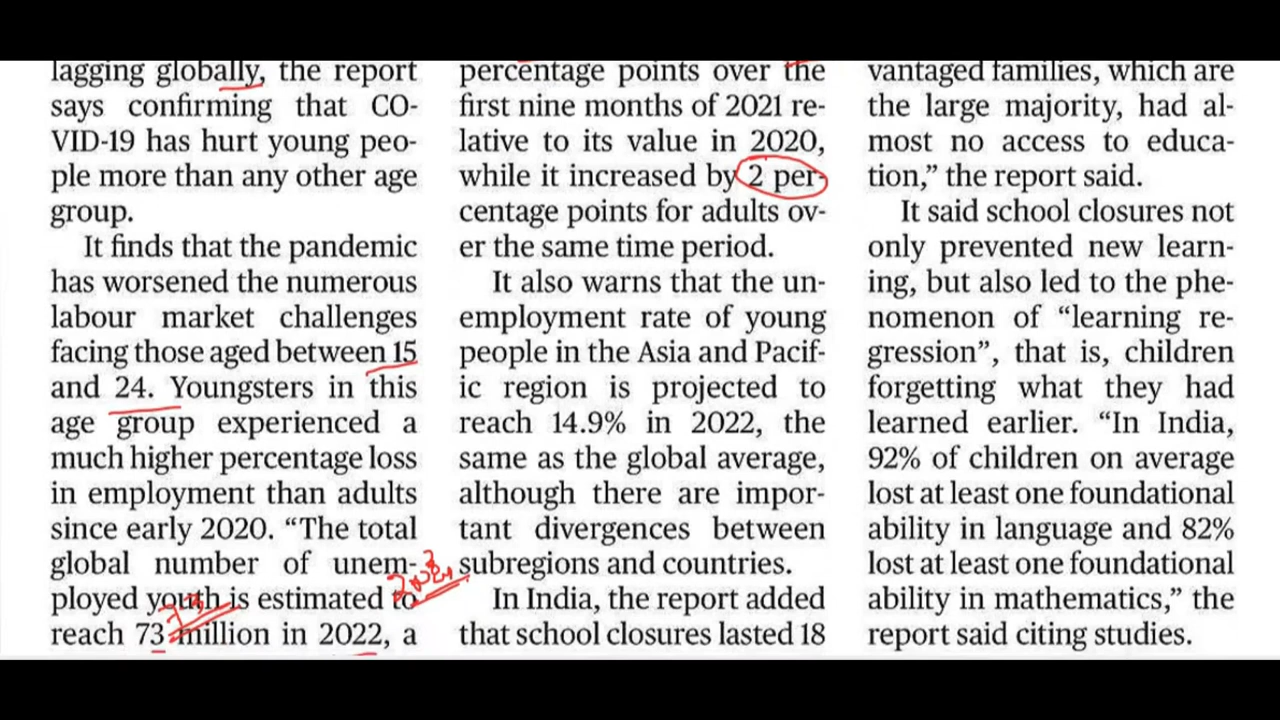 lagging globally, the report
says confirming that CO-
VID-19 has hurt young peo-
ple more than any other age
group.
It finds that the pandemic
has worsened the numerous
labour market challenges
facing those aged between 15
and 24. Youngsters in this
age group experienced a
much higher percentage loss
in employment than adults
since early 2020. “The total
global number of unem-
ployed youth is estimated to
reach 73 million in 2022, a
73
percentage points over the
first nine months of 2021 re-
lative to its value in 2020,
while it increased by 2 per-
centage points for adults ov-
er the same time period.
It also warns that the un-
employment rate of young
people in the Asia and Pacif-
ic region is projected to
reach 14.9% in 2022, the
same as the global average,
although there are impor-
tant divergences between
subregions and countries.
In India, the report added
that school closures lasted 18
vantaged families, which are
the large majority, had al-
most no access to educa-
tion,” the report said.
It said school closures not
only prevented new learn-
ing, but also led to the phe-
nomenon of “learning re-
gression”, that is, children
forgetting what they had
learned earlier. “In India,
92% of children on average
lost at least one foundational
ability in language and 82%
lost at least one foundational
ability in mathematics,” the
report said citing studies.